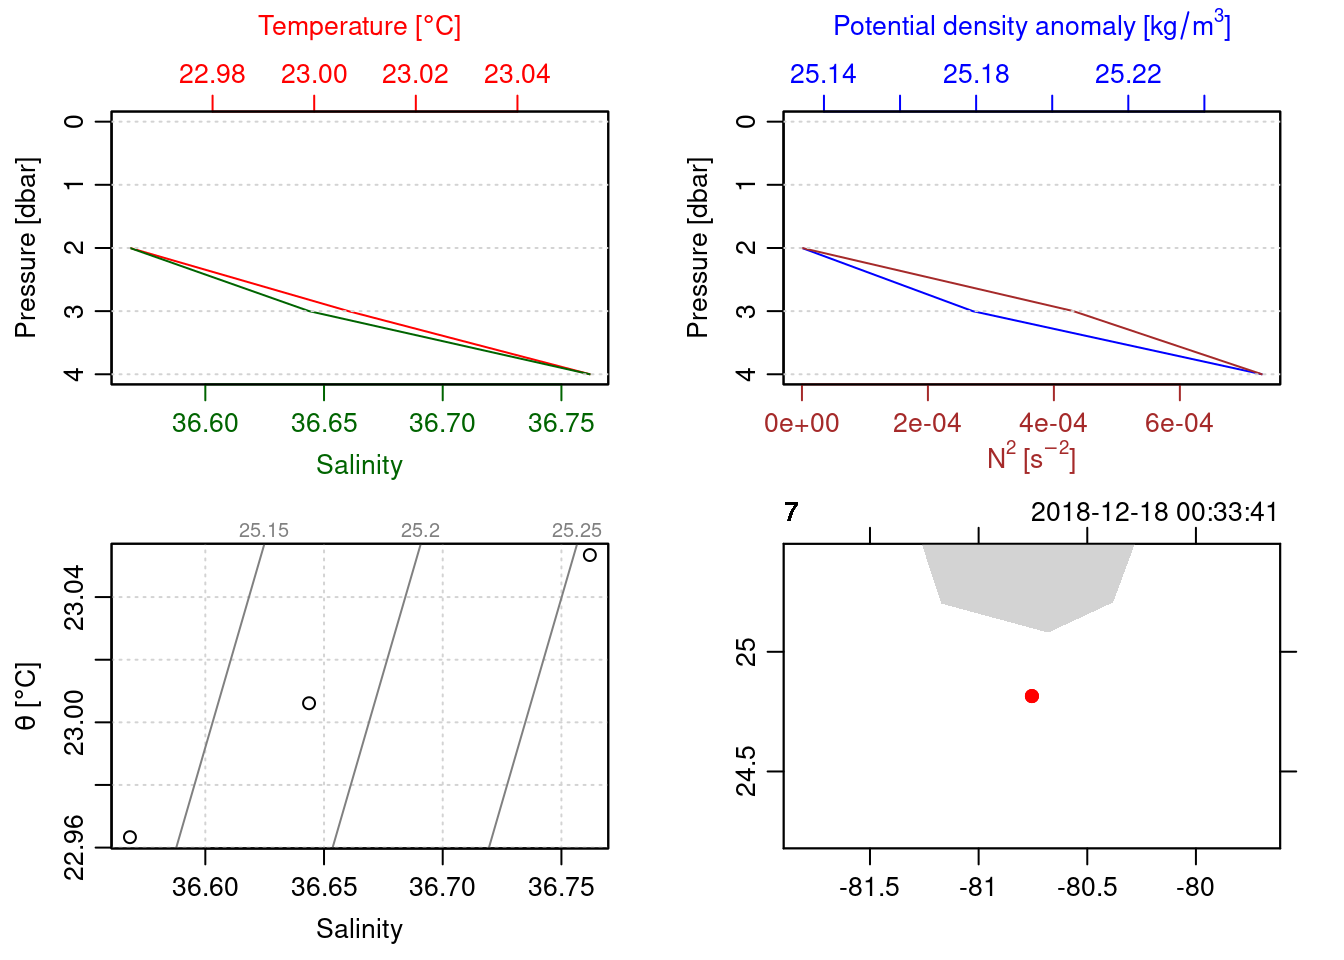 Temperature [°C]
22.98 23.00 23.02 23.04
Pressure [dbar]
0
1
2
3
4
36.60 36.65 36.70 36.75
Salinity
Potential density anomaly [kg/m³]
25.14 25.18 25.22
Pressure [dbar]
0
1
2
3
4
0e+00 2e-04 4e-04 6e-04
N² [s⁻²]
25.15 25.2 25.25
θ [°C]
23.04
23.00
22.96
36.60 36.65 36.70 36.75
Salinity
7 2018-12-18 00:33:41
25
24.5
-81.5 -81 -80.5 -80